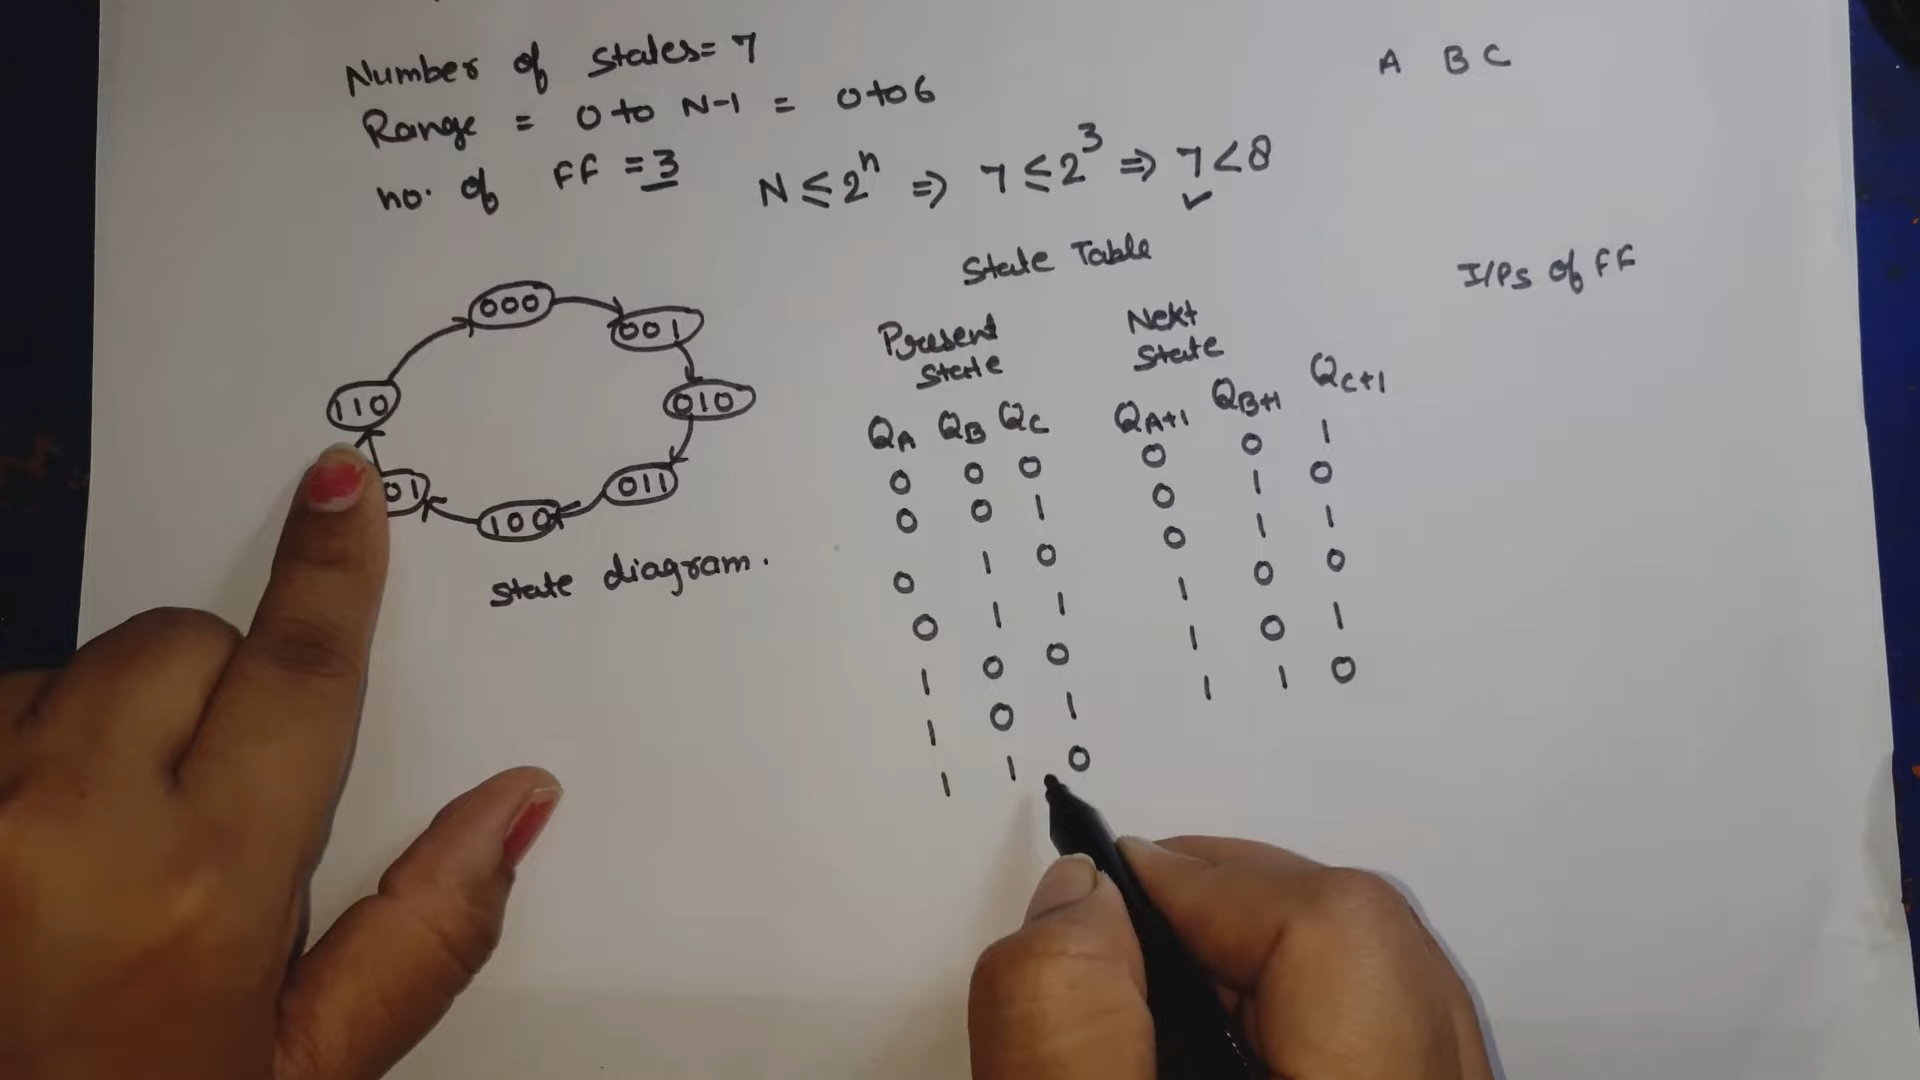 Number of states = 7
A B C
Range = 0 to N-1 = 0 to 6
no. of FF = 3 N ≤ 2^n ⇒ 7 ≤ 2^3 ⇒ 7 < 8
✓
State Table
I/Ps of FF
000
001
010
011
100
01
110
State diagram.
Present State
Next State
QA QB QC QA+1 QB+1 QC+1
0 0 0 0 0 1
0 0 1 0 1 0
0 1 0 0 1 1
0 1 1 1 0 0
1 0 0 1 0 1
1 0 1 1 1 0
1 1 0